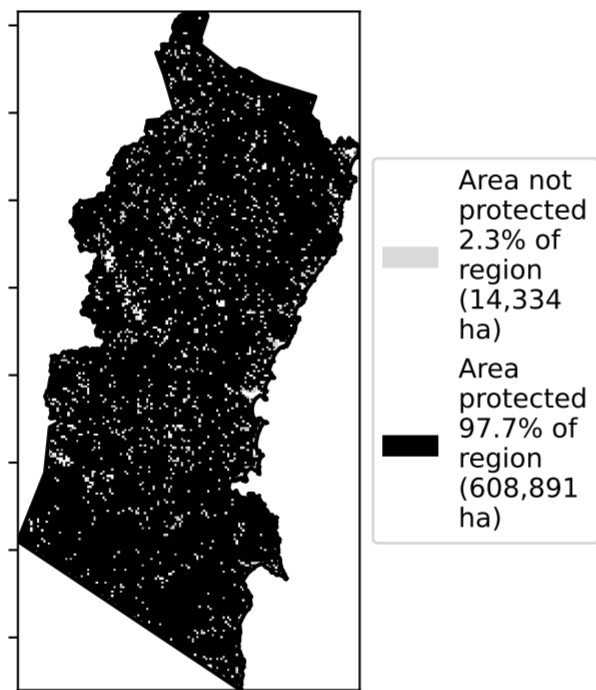 Area not
protected
2.3% of
region
(14,334
ha)
Area
protected
97.7% of
region
(608,891
ha)